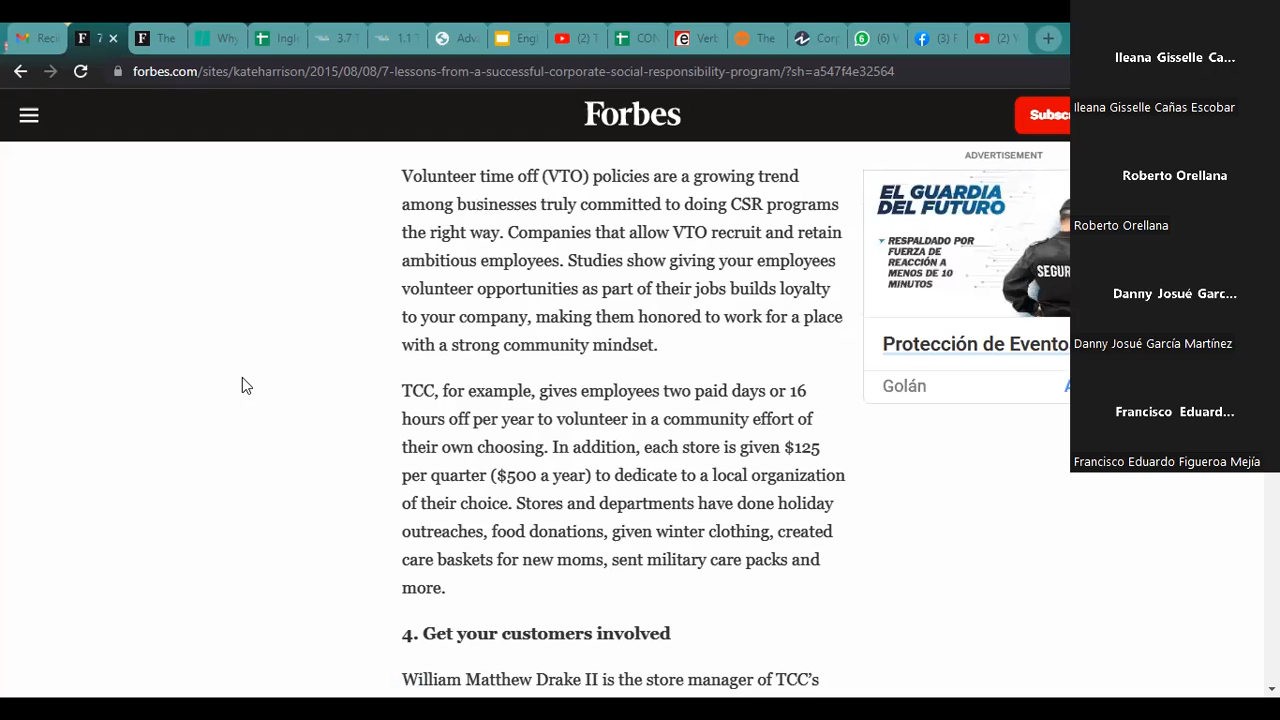 Reci
7
The
Why
Ingl
3.7 T
1.1 T
Adv
Engl
(2) T
CON
Verb
The
Corp
(6) V
(3) F
(2) V
forbes.com/sites/kateharrison/2015/08/08/7-lessons-from-a-successful-corporate-social-responsibility-program/?sh=a547f4e32564
Forbes
Subsc
Volunteer time off (VTO) policies are a growing trend
among businesses truly committed to doing CSR programs
the right way. Companies that allow VTO recruit and retain
ambitious employees. Studies show giving your employees
volunteer opportunities as part of their jobs builds loyalty
to your company, making them honored to work for a place
with a strong community mindset.
TCC, for example, gives employees two paid days or 16
hours off per year to volunteer in a community effort of
their own choosing. In addition, each store is given $125
per quarter ($500 a year) to dedicate to a local organization
of their choice. Stores and departments have done holiday
outreaches, food donations, given winter clothing, created
care baskets for new moms, sent military care packs and
more.
4. Get your customers involved
William Matthew Drake II is the store manager of TCC’s
ADVERTISEMENT
EL GUARDIA
DEL FUTURO
RESPALDADO POR
FUERZA DE
REACCIÓN A
MENOS DE 10
MINUTOS
SEGUR
Protección de Evento
Golán
Ileana Gisselle Ca...
Ileana Gisselle Cañas Escobar
Roberto Orellana
Roberto Orellana
Danny Josué Garc...
Danny Josué García Martínez
Francisco Eduard...
Francisco Eduardo Figueroa Mejía